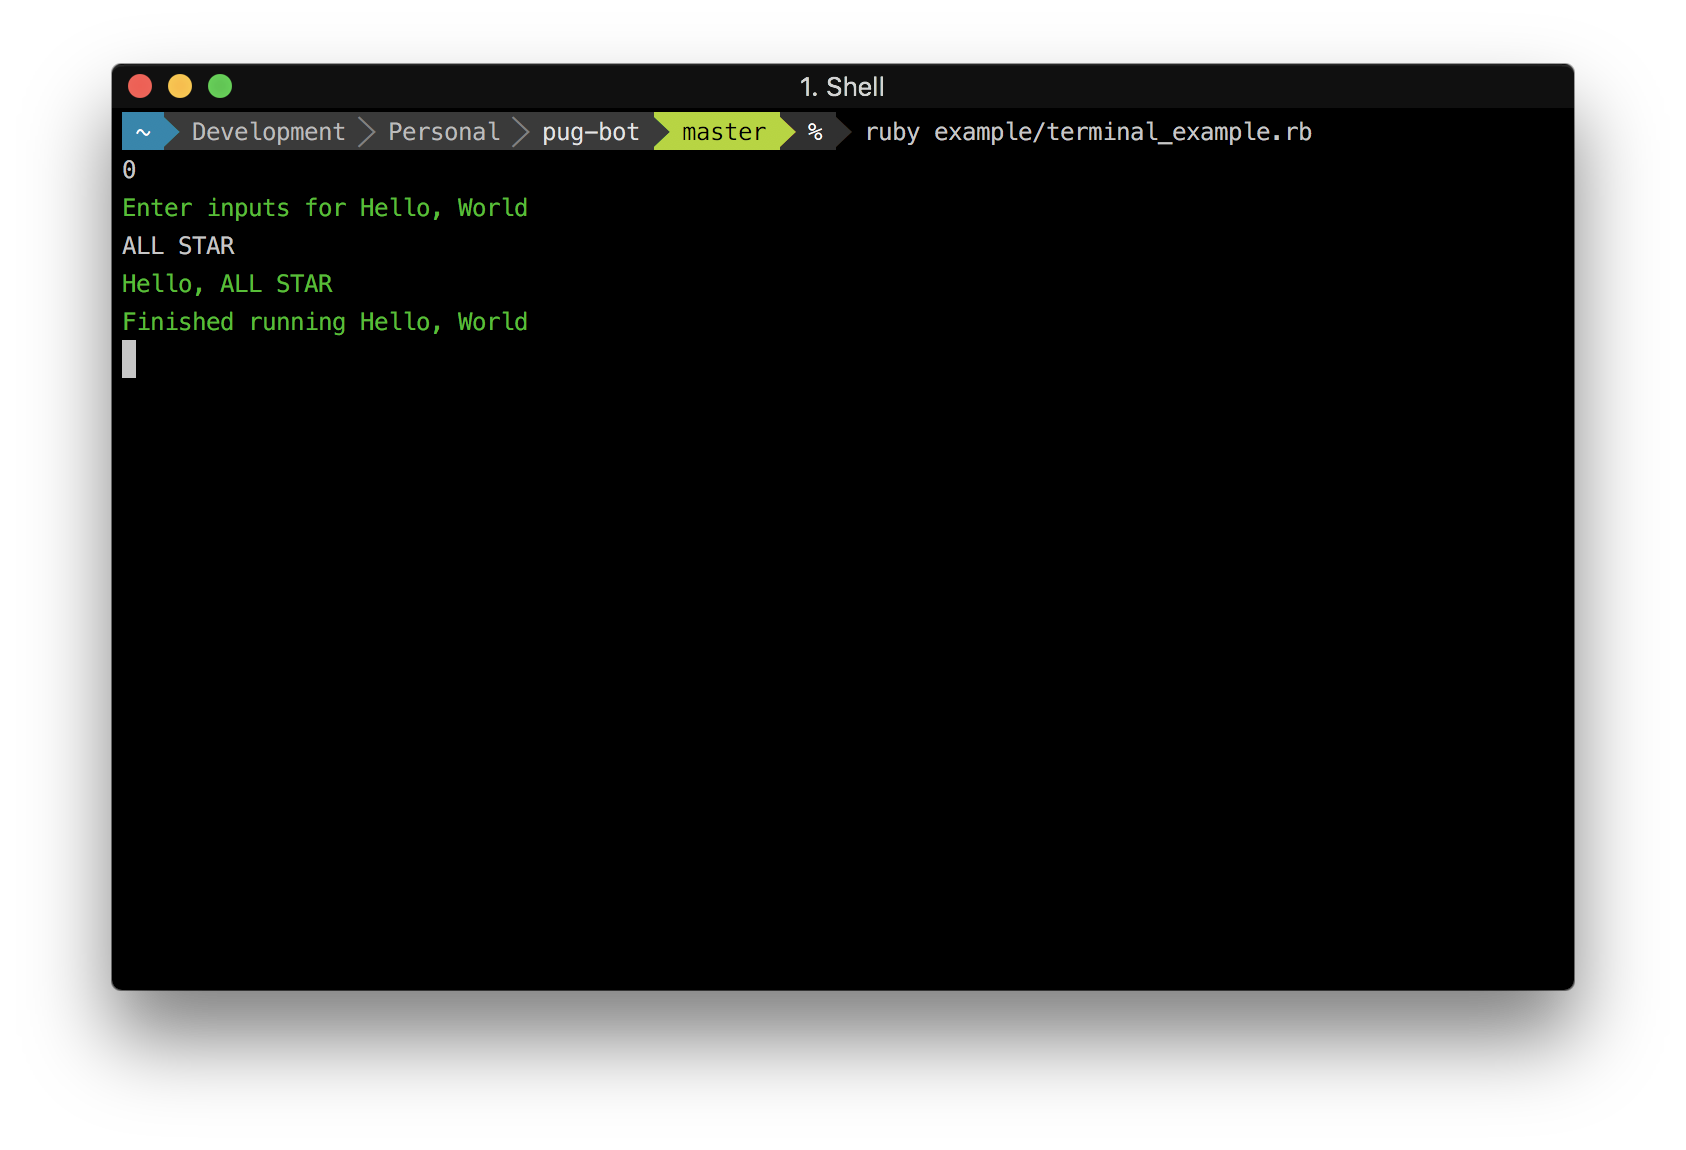 1. Shell
~ Development Personal pug-bot master % ruby example/terminal_example.rb
0
Enter inputs for Hello, World
ALL STAR
Hello, ALL STAR
Finished running Hello, World